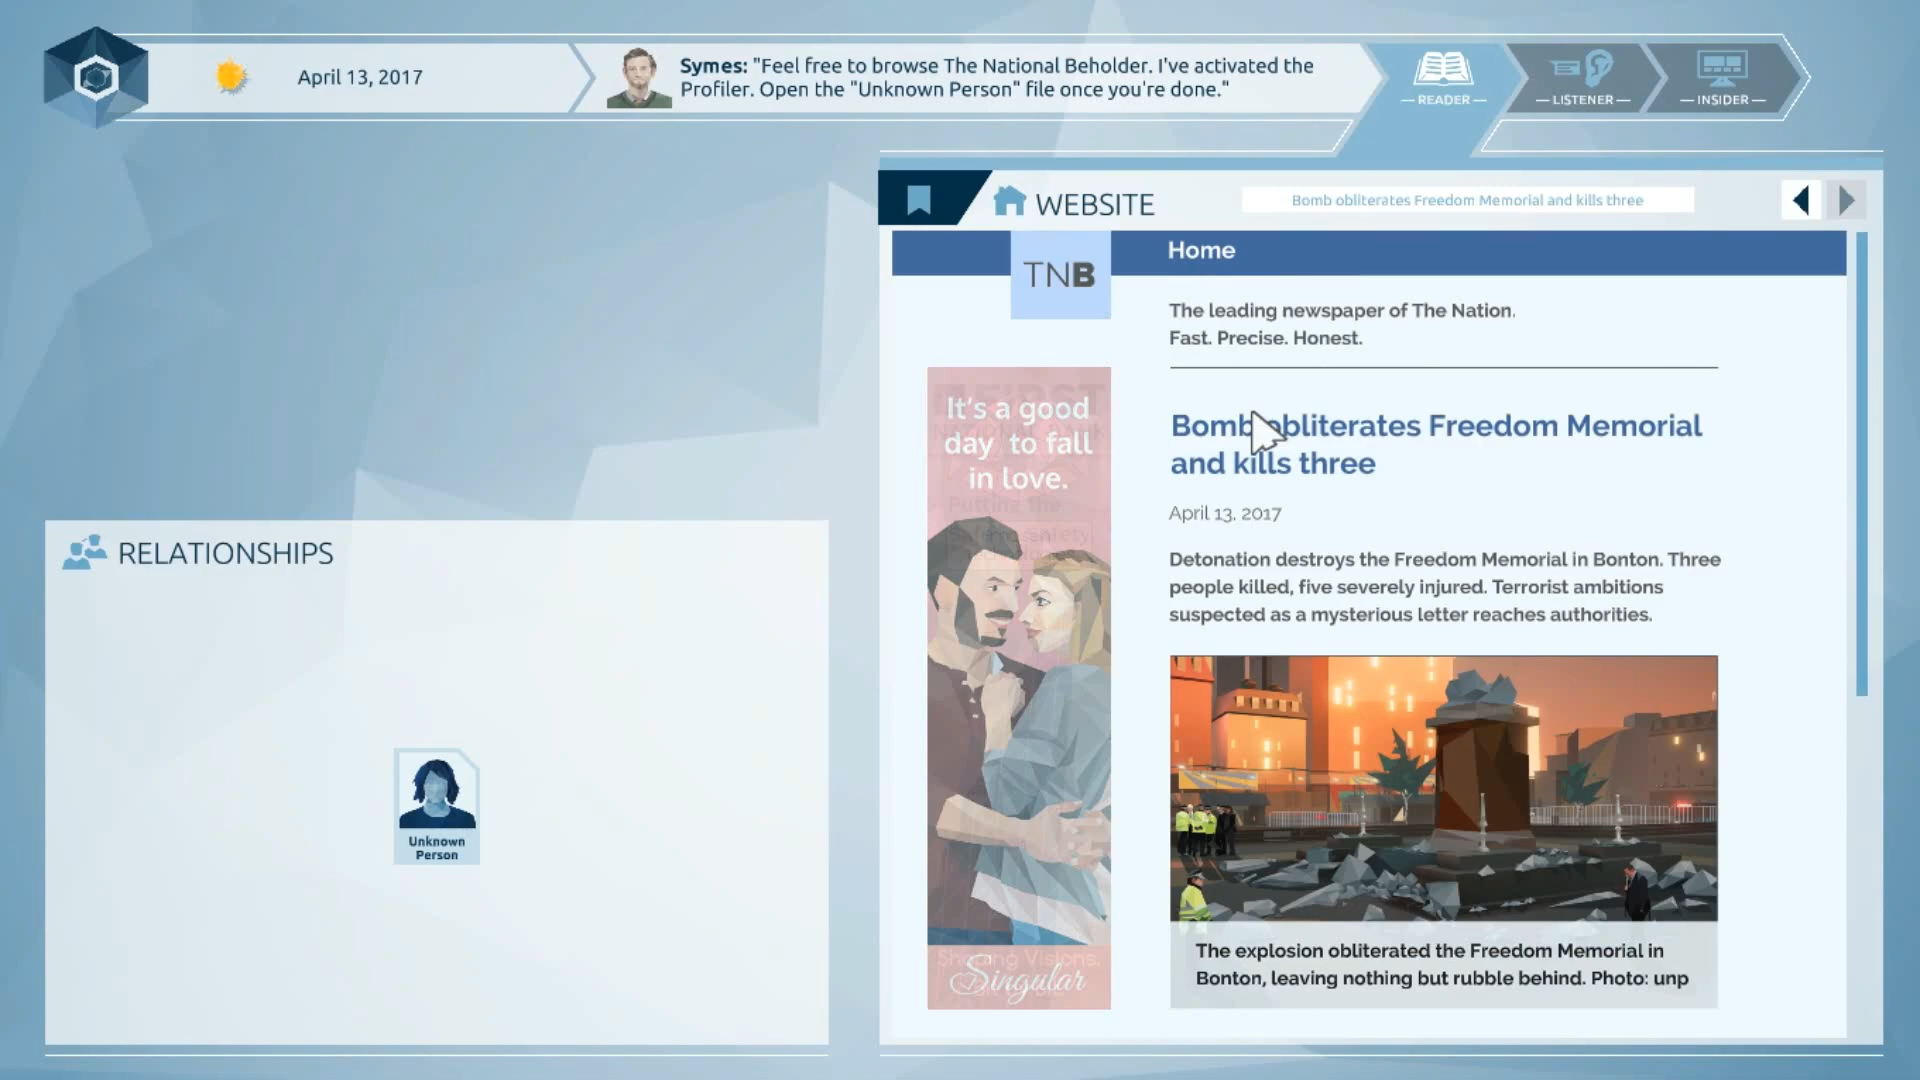 April 13, 2017
Symes: "Feel free to browse The National Beholder. I've activated the
Profiler. Open the "Unknown Person" file once you're done."
READER
LISTENER
INSIDER
WEBSITE
Bomb obliterates Freedom Memorial and kills three
TNB
Home
The leading newspaper of The Nation.
Fast. Precise. Honest.
It's a good
day to fall
in love.
Singular
Bomb obliterates Freedom Memorial
and kills three
April 13, 2017
Detonation destroys the Freedom Memorial in Bonton. Three
people killed, five severely injured. Terrorist ambitions
suspected as a mysterious letter reaches authorities.
The explosion obliterated the Freedom Memorial in
Bonton, leaving nothing but rubble behind. Photo: unp
RELATIONSHIPS
Unknown
Person